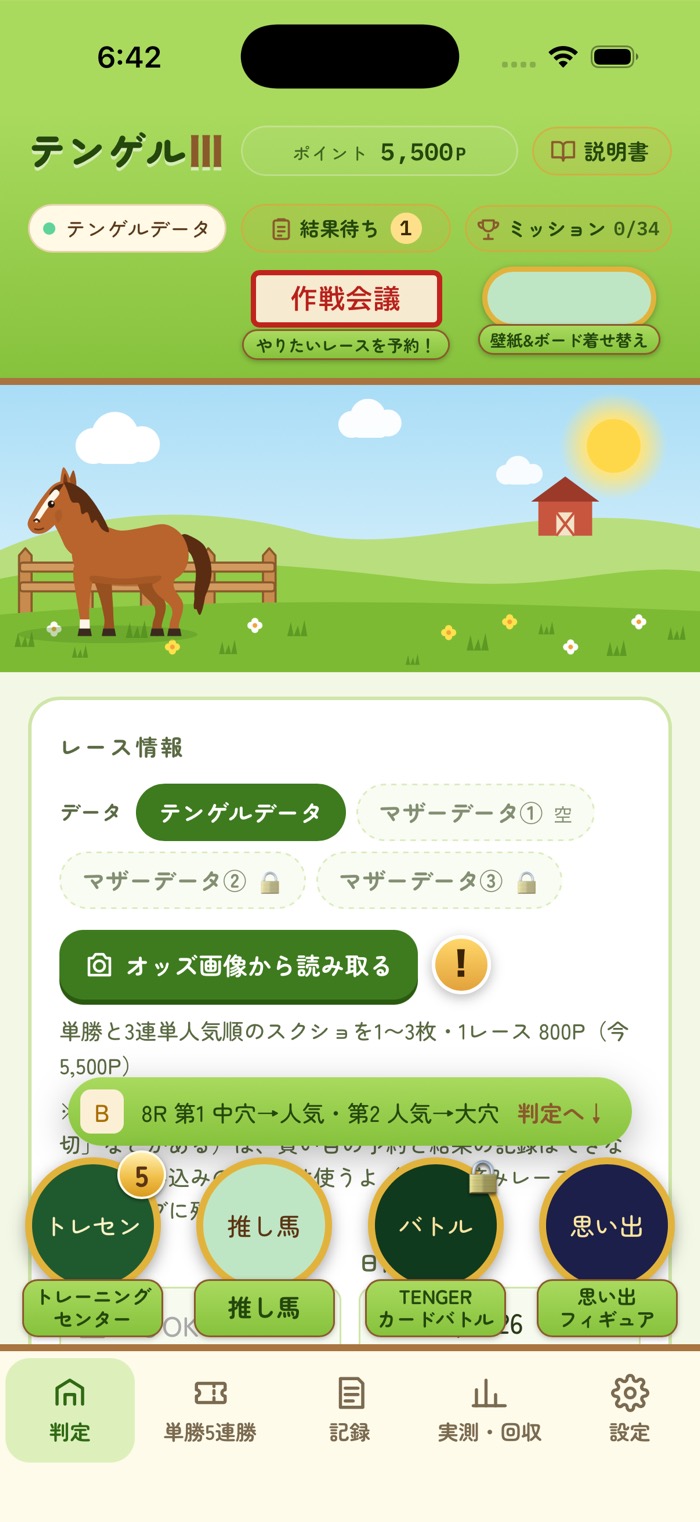 6:42
テンゲルIII
ポイント 5,500P
説明書
テンゲルデータ
結果待ち 1
ミッション 0/34
作戦会議
やりたいレースを予約！
壁紙&ボード着せ替え
レース情報
データ
テンゲルデータ
マザーデータ① 空
マザーデータ②
マザーデータ③
オッズ画像から読み取る
!
単勝と3連単人気順のスクショを1〜3枚・1レース 800P（今
5,500P）
B 8R 第1 中穴→人気・第2 人気→大穴 判定へ↓
5
トレセン
推し馬
バトル
思い出
トレーニング
センター
推し馬
TENGER
カードバトル
思い出
フィギュア
26
判定
単勝5連勝
記録
実測・回収
設定